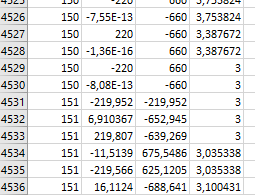 4525 150 -220 660 3,753824
4526 150 -7,55E-13 -660 3,753824
4527 150 220 -660 3,387672
4528 150 -1,36E-16 660 3,387672
4529 150 -220 660 3
4530 150 -8,08E-13 -660 3
4531 151 -219,952 -219,952 3
4532 151 6,910367 -652,945 3
4533 151 219,807 -639,269 3
4534 151 -11,5139 675,5486 3,035338
4535 151 -219,566 625,1205 3,035338
4536 151 16,1124 -688,641 3,100431